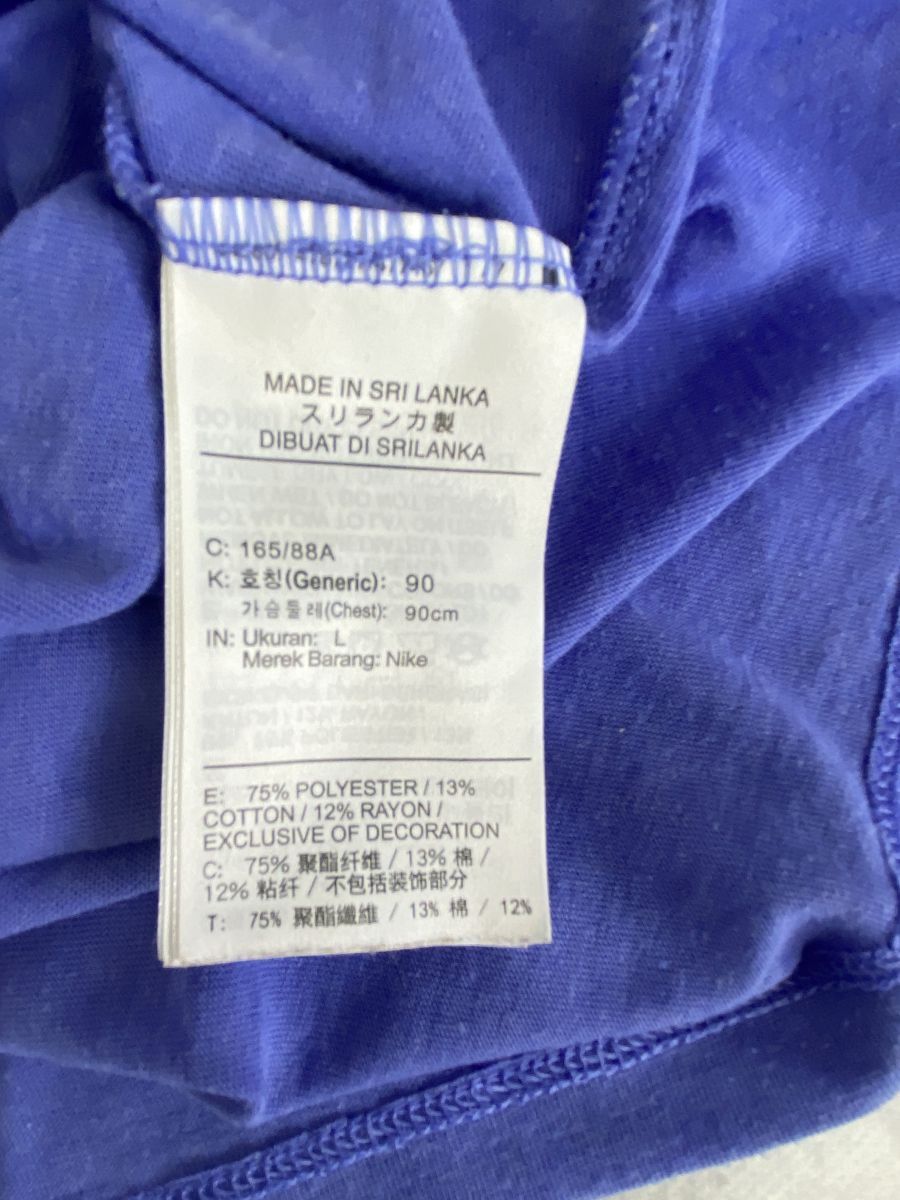 MADE IN SRI LANKA
スリランカ製
DIBUAT DI SRILANKA
C: 165/88A
K: 호칭(Generic): 90
가슴둘레(Chest): 90cm
IN: Ukuran: L
Merek Barang: Nike
E: 75% POLYESTER / 13%
COTTON / 12% RAYON /
EXCLUSIVE OF DECORATION
C: 75% 聚酯纤维 / 13% 棉 /
12% 粘纤 / 不包括装饰部分
T: 75% 聚酯纖維 / 13% 棉 / 12%